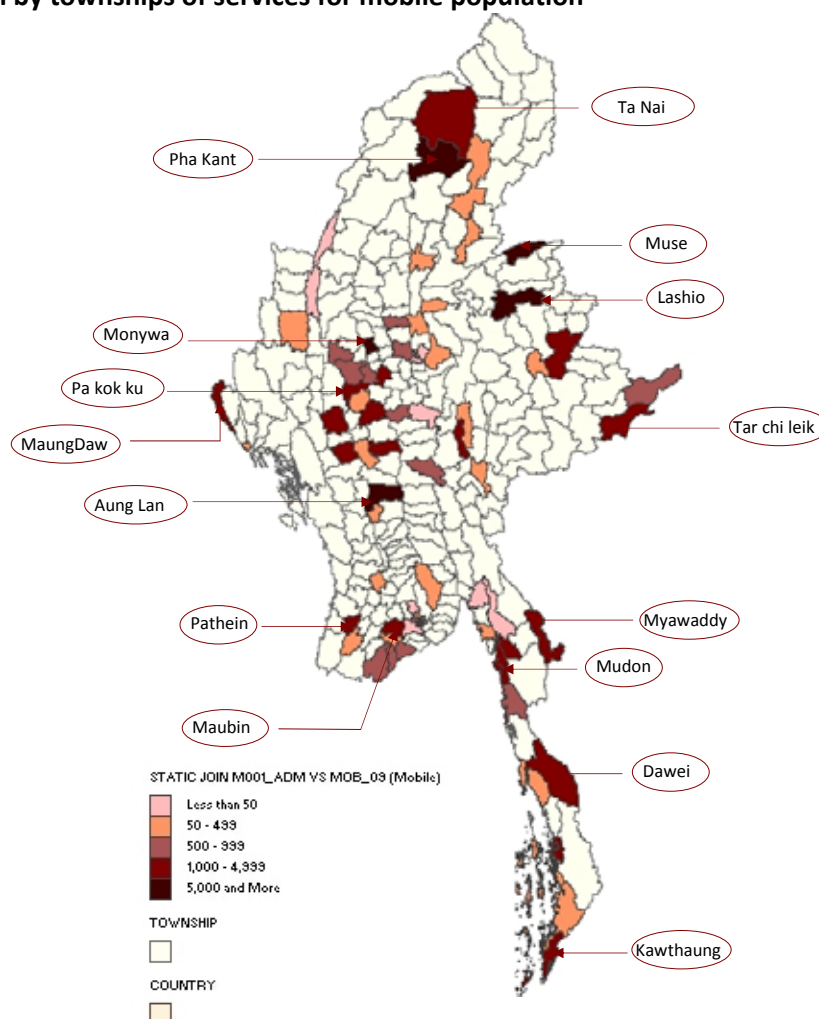 by townships of services for mobile population
Ta Nai
Pha Kant
Muse
Lashio
Monywa
Pa kok ku
MaungDaw
Tar chi leik
Aung Lan
Pathein
Myawaddy
Mudon
Maubin
Dawei
STATIC JOIN M001_ADM VS MOB_09 (Mobile)
Less than 50
50 - 499
500 - 999
1,000 - 4,999
5,000 and More
TOWNSHIP
Kawthaung
COUNTRY